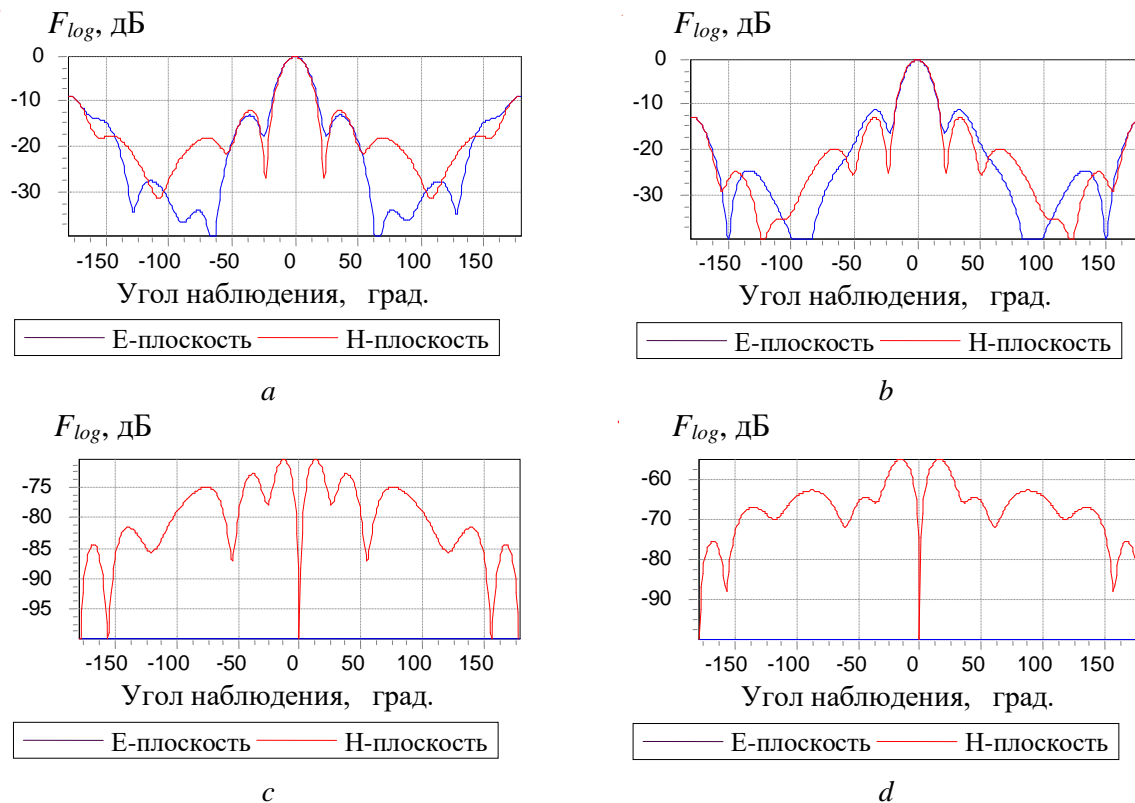 F_log, дБ
0
-10
-20
-30
-150 -100 -50 0 50 100 150
Угол наблюдения, град.
Е-плоскость Н-плоскость
a
F_log, дБ
0
-10
-20
-30
-150 -100 -50 0 50 100 150
Угол наблюдения, град.
Е-плоскость Н-плоскость
b
F_log, дБ
-75
-80
-85
-90
-95
-150 -100 -50 0 50 100 150
Угол наблюдения, град.
Е-плоскость Н-плоскость
c
F_log, дБ
-60
-70
-80
-90
-150 -100 -50 0 50 100 150
Угол наблюдения, град.
Е-плоскость Н-плоскость
d